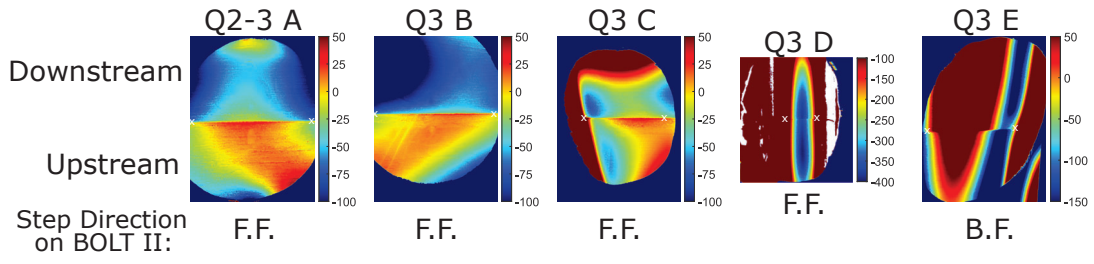 Q2-3 A
Q3 B
Q3 C
Q3 D
Q3 E
Downstream
Upstream
50
25
0
-25
-50
-75
-100
50
25
0
-25
-50
-75
-100
50
25
0
-25
-50
-75
-100
-100
-150
-200
-250
-300
-350
-400
50
0
-50
-100
-150
x x
x x
x x
x x
x x
Step Direction
on BOLT II:
F.F.
F.F.
F.F.
F.F.
B.F.